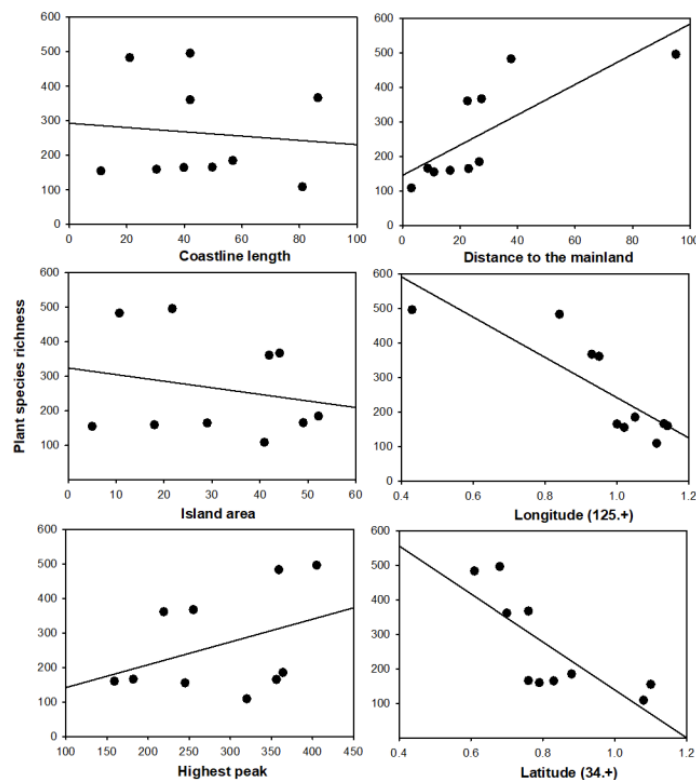 600 600
500 500
400 400
300 300
200 200
100 100
0 0
0 20 40 60 80 100 0 20 40 60 80 100
Coastline length Distance to the mainland
Plant species richness
600 600
500 500
400 400
300 300
200 200
100 100
0 10 20 30 40 50 60 0.4 0.6 0.8 1.0 1.2
Island area Longitude (125.+)
600 600
500 500
400 400
300 300
200 200
100 100
100 150 200 250 300 350 400 450 0.4 0.6 0.8 1.0 1.2
Highest peak Latitude (34.+)